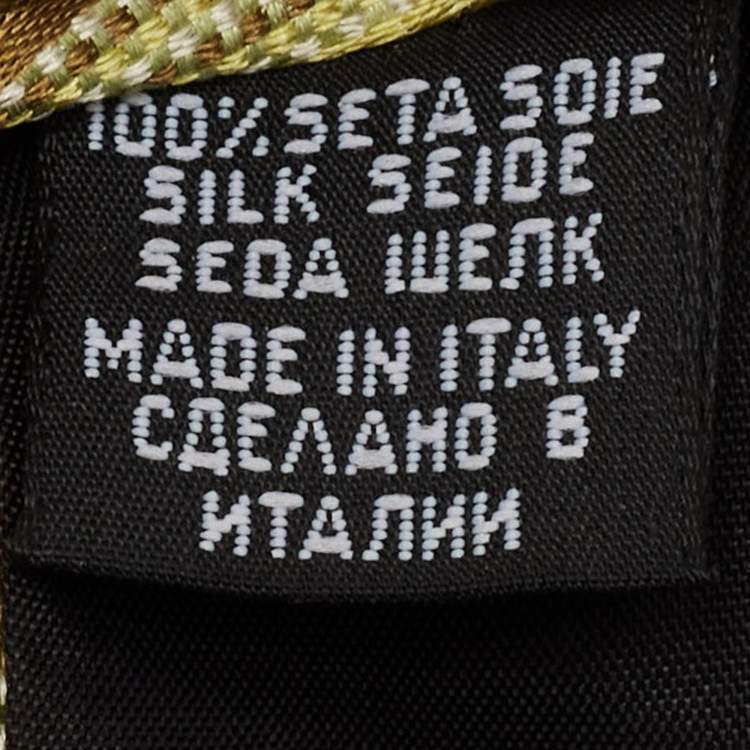 100% SETA SOIE
SILK SEIDE
SEDA ШЕЛК
MADE IN ITALY
СДЕЛАНО В
ИТАЛИИ